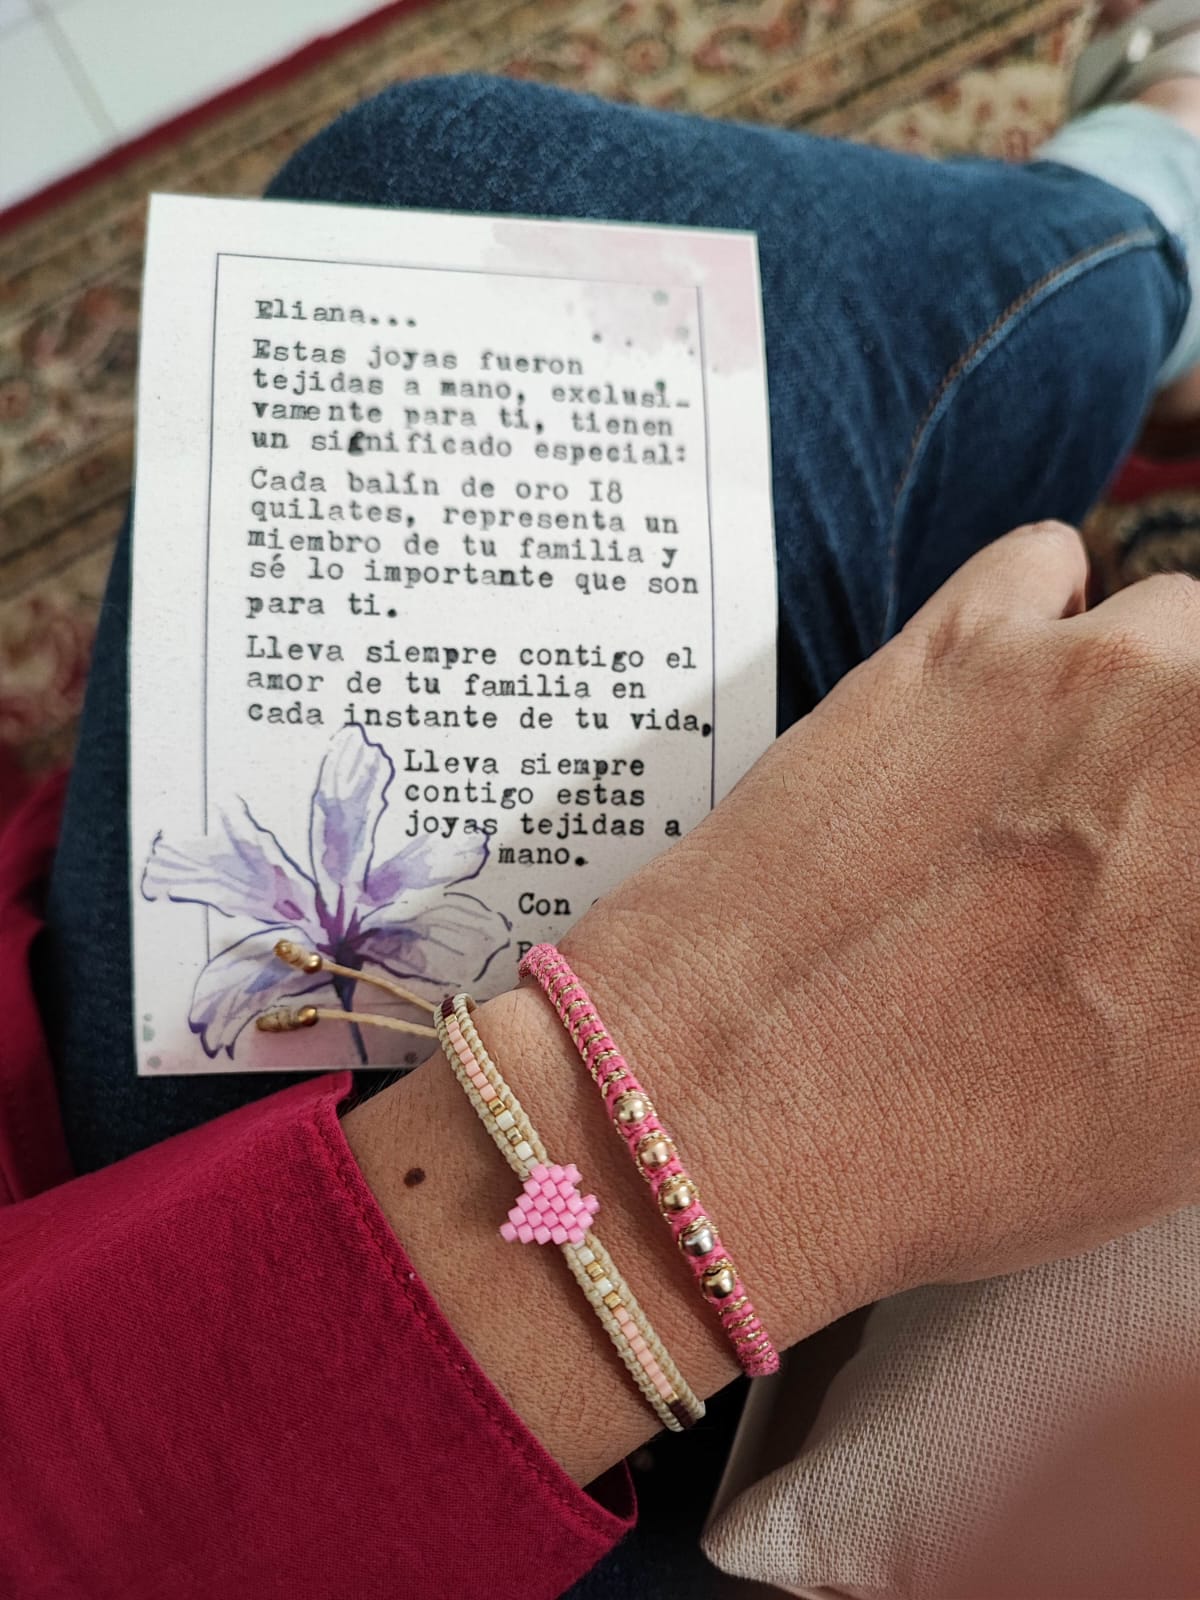 Eliana...
Estas joyas fueron
tejidas a mano, exclusi-
vamente para ti, tienen
un significado especial:
Cada balín de oro I8
quilates, representa un
miembro de tu familia y
sé lo importante que son
para ti.
Lleva siempre contigo el
amor de tu familia en
cada instante de tu vida,
Lleva siempre
contigo estas
joyas tejidas a
mano.
Con